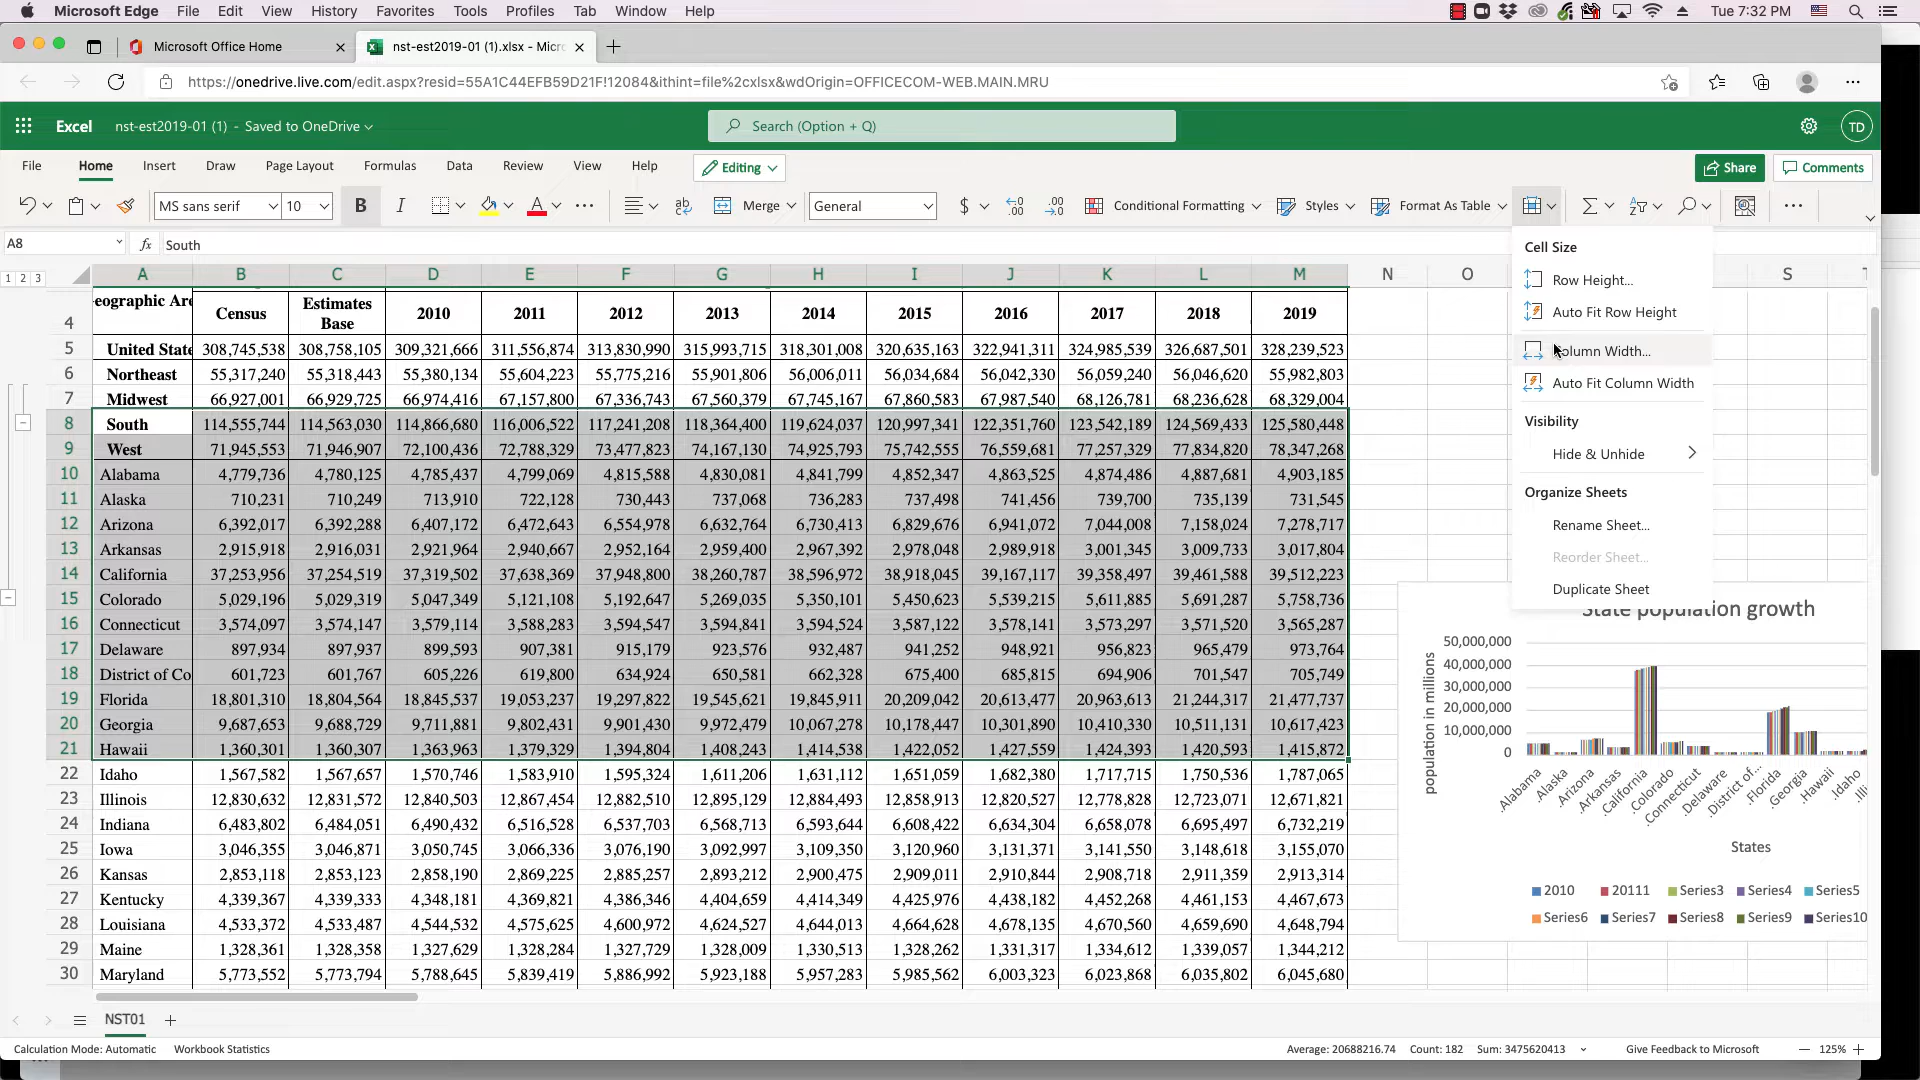 Microsoft Edge File Edit View History Favorites Tools Profiles Tab Window Help Tue 7:32 PM
Microsoft Office Home nst-est2019-01 (1).xlsx - Micr
https://onedrive.live.com/edit.aspx?resid=55A1C44EFB59D21F!12084&ithint=file%2cxlsx&wdOrigin=OFFICECOM-WEB.MAIN.MRU
Excel nst-est2019-01 (1) - Saved to OneDrive Search (Option + Q) TD
File Home Insert Draw Page Layout Formulas Data Review View Help Editing Share Comments
MS sans serif 10 B I A ab Merge General $ .00 .00 Conditional Formatting Styles Format As Table
A8 fx South
1 2 3 A B C D E F G H I J K L M N O S T
4 eographic Are Census Estimates Base 2010 2011 2012 2013 2014 2015 2016 2017 2018 2019
5 United State 308,745,538 308,758,105 309,321,666 311,556,874 313,830,990 315,993,715 318,301,008 320,635,163 322,941,311 324,985,539 326,687,501 328,239,523
6 Northeast 55,317,240 55,318,443 55,380,134 55,604,223 55,775,216 55,901,806 56,006,011 56,034,684 56,042,330 56,059,240 56,046,620 55,982,803
7 Midwest 66,927,001 66,929,725 66,974,416 67,157,800 67,336,743 67,560,379 67,745,167 67,860,583 67,987,540 68,126,781 68,236,628 68,329,004
8 South 114,555,744 114,563,030 114,866,680 116,006,522 117,241,208 118,364,400 119,624,037 120,997,341 122,351,760 123,542,189 124,569,433 125,580,448
9 West 71,945,553 71,946,907 72,100,436 72,788,329 73,477,823 74,167,130 74,925,793 75,742,555 76,559,681 77,257,329 77,834,820 78,347,268
10 Alabama 4,779,736 4,780,125 4,785,437 4,799,069 4,815,588 4,830,081 4,841,799 4,852,347 4,863,525 4,874,486 4,887,681 4,903,185
11 Alaska 710,231 710,249 713,910 722,128 730,443 737,068 736,283 737,498 741,456 739,700 735,139 731,545
12 Arizona 6,392,017 6,392,288 6,407,172 6,472,643 6,554,978 6,632,764 6,730,413 6,829,676 6,941,072 7,044,008 7,158,024 7,278,717
13 Arkansas 2,915,918 2,916,031 2,921,964 2,940,667 2,952,164 2,959,400 2,967,392 2,978,048 2,989,918 3,001,345 3,009,733 3,017,804
14 California 37,253,956 37,254,519 37,319,502 37,638,369 37,948,800 38,260,787 38,596,972 38,918,045 39,167,117 39,358,497 39,461,588 39,512,223
15 Colorado 5,029,196 5,029,319 5,047,349 5,121,108 5,192,647 5,269,035 5,350,101 5,450,623 5,539,215 5,611,885 5,691,287 5,758,736
16 Connecticut 3,574,097 3,574,147 3,579,114 3,588,283 3,594,547 3,594,841 3,594,524 3,587,122 3,578,141 3,573,297 3,571,520 3,565,287
17 Delaware 897,934 897,937 899,593 907,381 915,179 923,576 932,487 941,252 948,921 956,823 965,479 973,764
18 District of Co 601,723 601,767 605,226 619,800 634,924 650,581 662,328 675,400 685,815 694,906 701,547 705,749
19 Florida 18,801,310 18,804,564 18,845,537 19,053,237 19,297,822 19,545,621 19,845,911 20,209,042 20,613,477 20,963,613 21,244,317 21,477,737
20 Georgia 9,687,653 9,688,729 9,711,881 9,802,431 9,901,430 9,972,479 10,067,278 10,178,447 10,301,890 10,410,330 10,511,131 10,617,423
21 Hawaii 1,360,301 1,360,307 1,363,963 1,379,329 1,394,804 1,408,243 1,414,538 1,422,052 1,427,559 1,424,393 1,420,593 1,415,872
22 Idaho 1,567,582 1,567,657 1,570,746 1,583,910 1,595,324 1,611,206 1,631,112 1,651,059 1,682,380 1,717,715 1,750,536 1,787,065
23 Illinois 12,830,632 12,831,572 12,840,503 12,867,454 12,882,510 12,895,129 12,884,493 12,858,913 12,820,527 12,778,828 12,723,071 12,671,821
24 Indiana 6,483,802 6,484,051 6,490,432 6,516,528 6,537,703 6,568,713 6,593,644 6,608,422 6,634,304 6,658,078 6,695,497 6,732,219
25 Iowa 3,046,355 3,046,871 3,050,745 3,066,336 3,076,190 3,092,997 3,109,350 3,120,960 3,131,371 3,141,550 3,148,618 3,155,070
26 Kansas 2,853,118 2,853,123 2,858,190 2,869,225 2,885,257 2,893,212 2,900,475 2,909,011 2,910,844 2,908,718 2,911,359 2,913,314
27 Kentucky 4,339,367 4,339,333 4,348,181 4,369,821 4,386,346 4,404,659 4,414,349 4,425,976 4,438,182 4,452,268 4,461,153 4,467,673
28 Louisiana 4,533,372 4,533,487 4,544,532 4,575,625 4,600,972 4,624,527 4,644,013 4,664,628 4,678,135 4,670,560 4,659,690 4,648,794
29 Maine 1,328,361 1,328,358 1,327,629 1,328,284 1,327,729 1,328,009 1,330,513 1,328,262 1,331,317 1,334,612 1,339,057 1,344,212
30 Maryland 5,773,552 5,773,794 5,788,645 5,839,419 5,886,992 5,923,188 5,957,283 5,985,562 6,003,323 6,023,868 6,035,802 6,045,680
Cell Size
Row Height...
Auto Fit Row Height
Column Width...
Auto Fit Column Width
Visibility
Hide & Unhide
Organize Sheets
Rename Sheet...
Reorder Sheet...
Duplicate Sheet
State population growth
population in millions
50,000,000
40,000,000
30,000,000
20,000,000
10,000,000
0
.Alabama .Alaska .Arizona .Arkansas .California .Colorado .Connecticut .Delaware .District of... .Florida .Georgia .Hawaii .Idaho .Illi
States
2010 20111 Series3 Series4 Series5
Series6 Series7 Series8 Series9 Series10
NST01
Calculation Mode: Automatic Workbook Statistics Average: 20688216.74 Count: 182 Sum: 3475620413 Give Feedback to Microsoft 125%